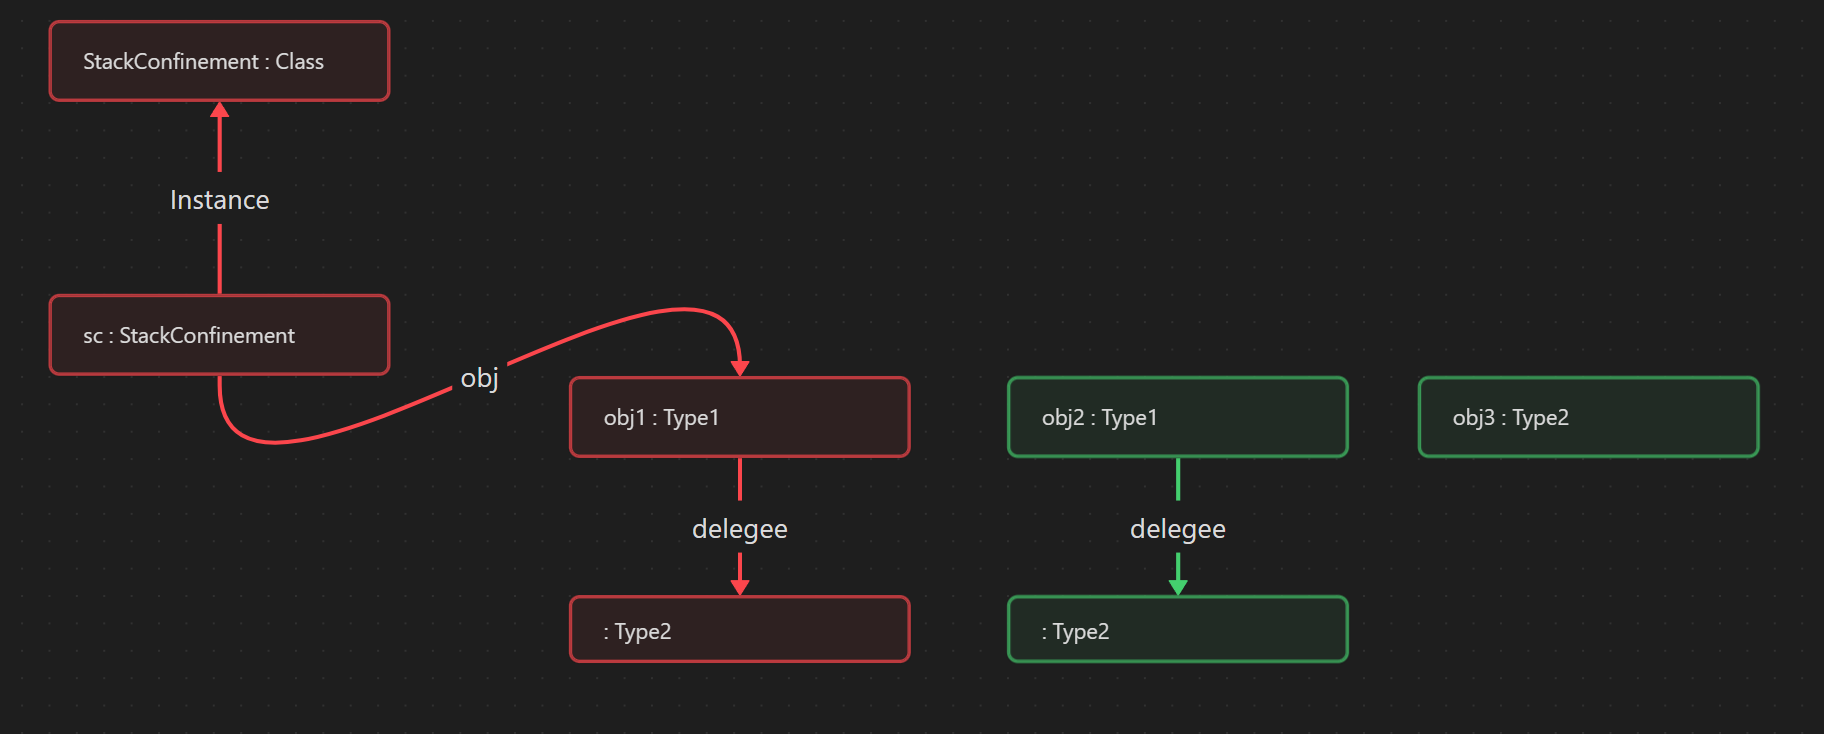 StackConfinement : Class
Instance
sc : StackConfinement
obj
obj1 : Type1
obj2 : Type1
obj3 : Type2
delegee
delegee
: Type2
: Type2